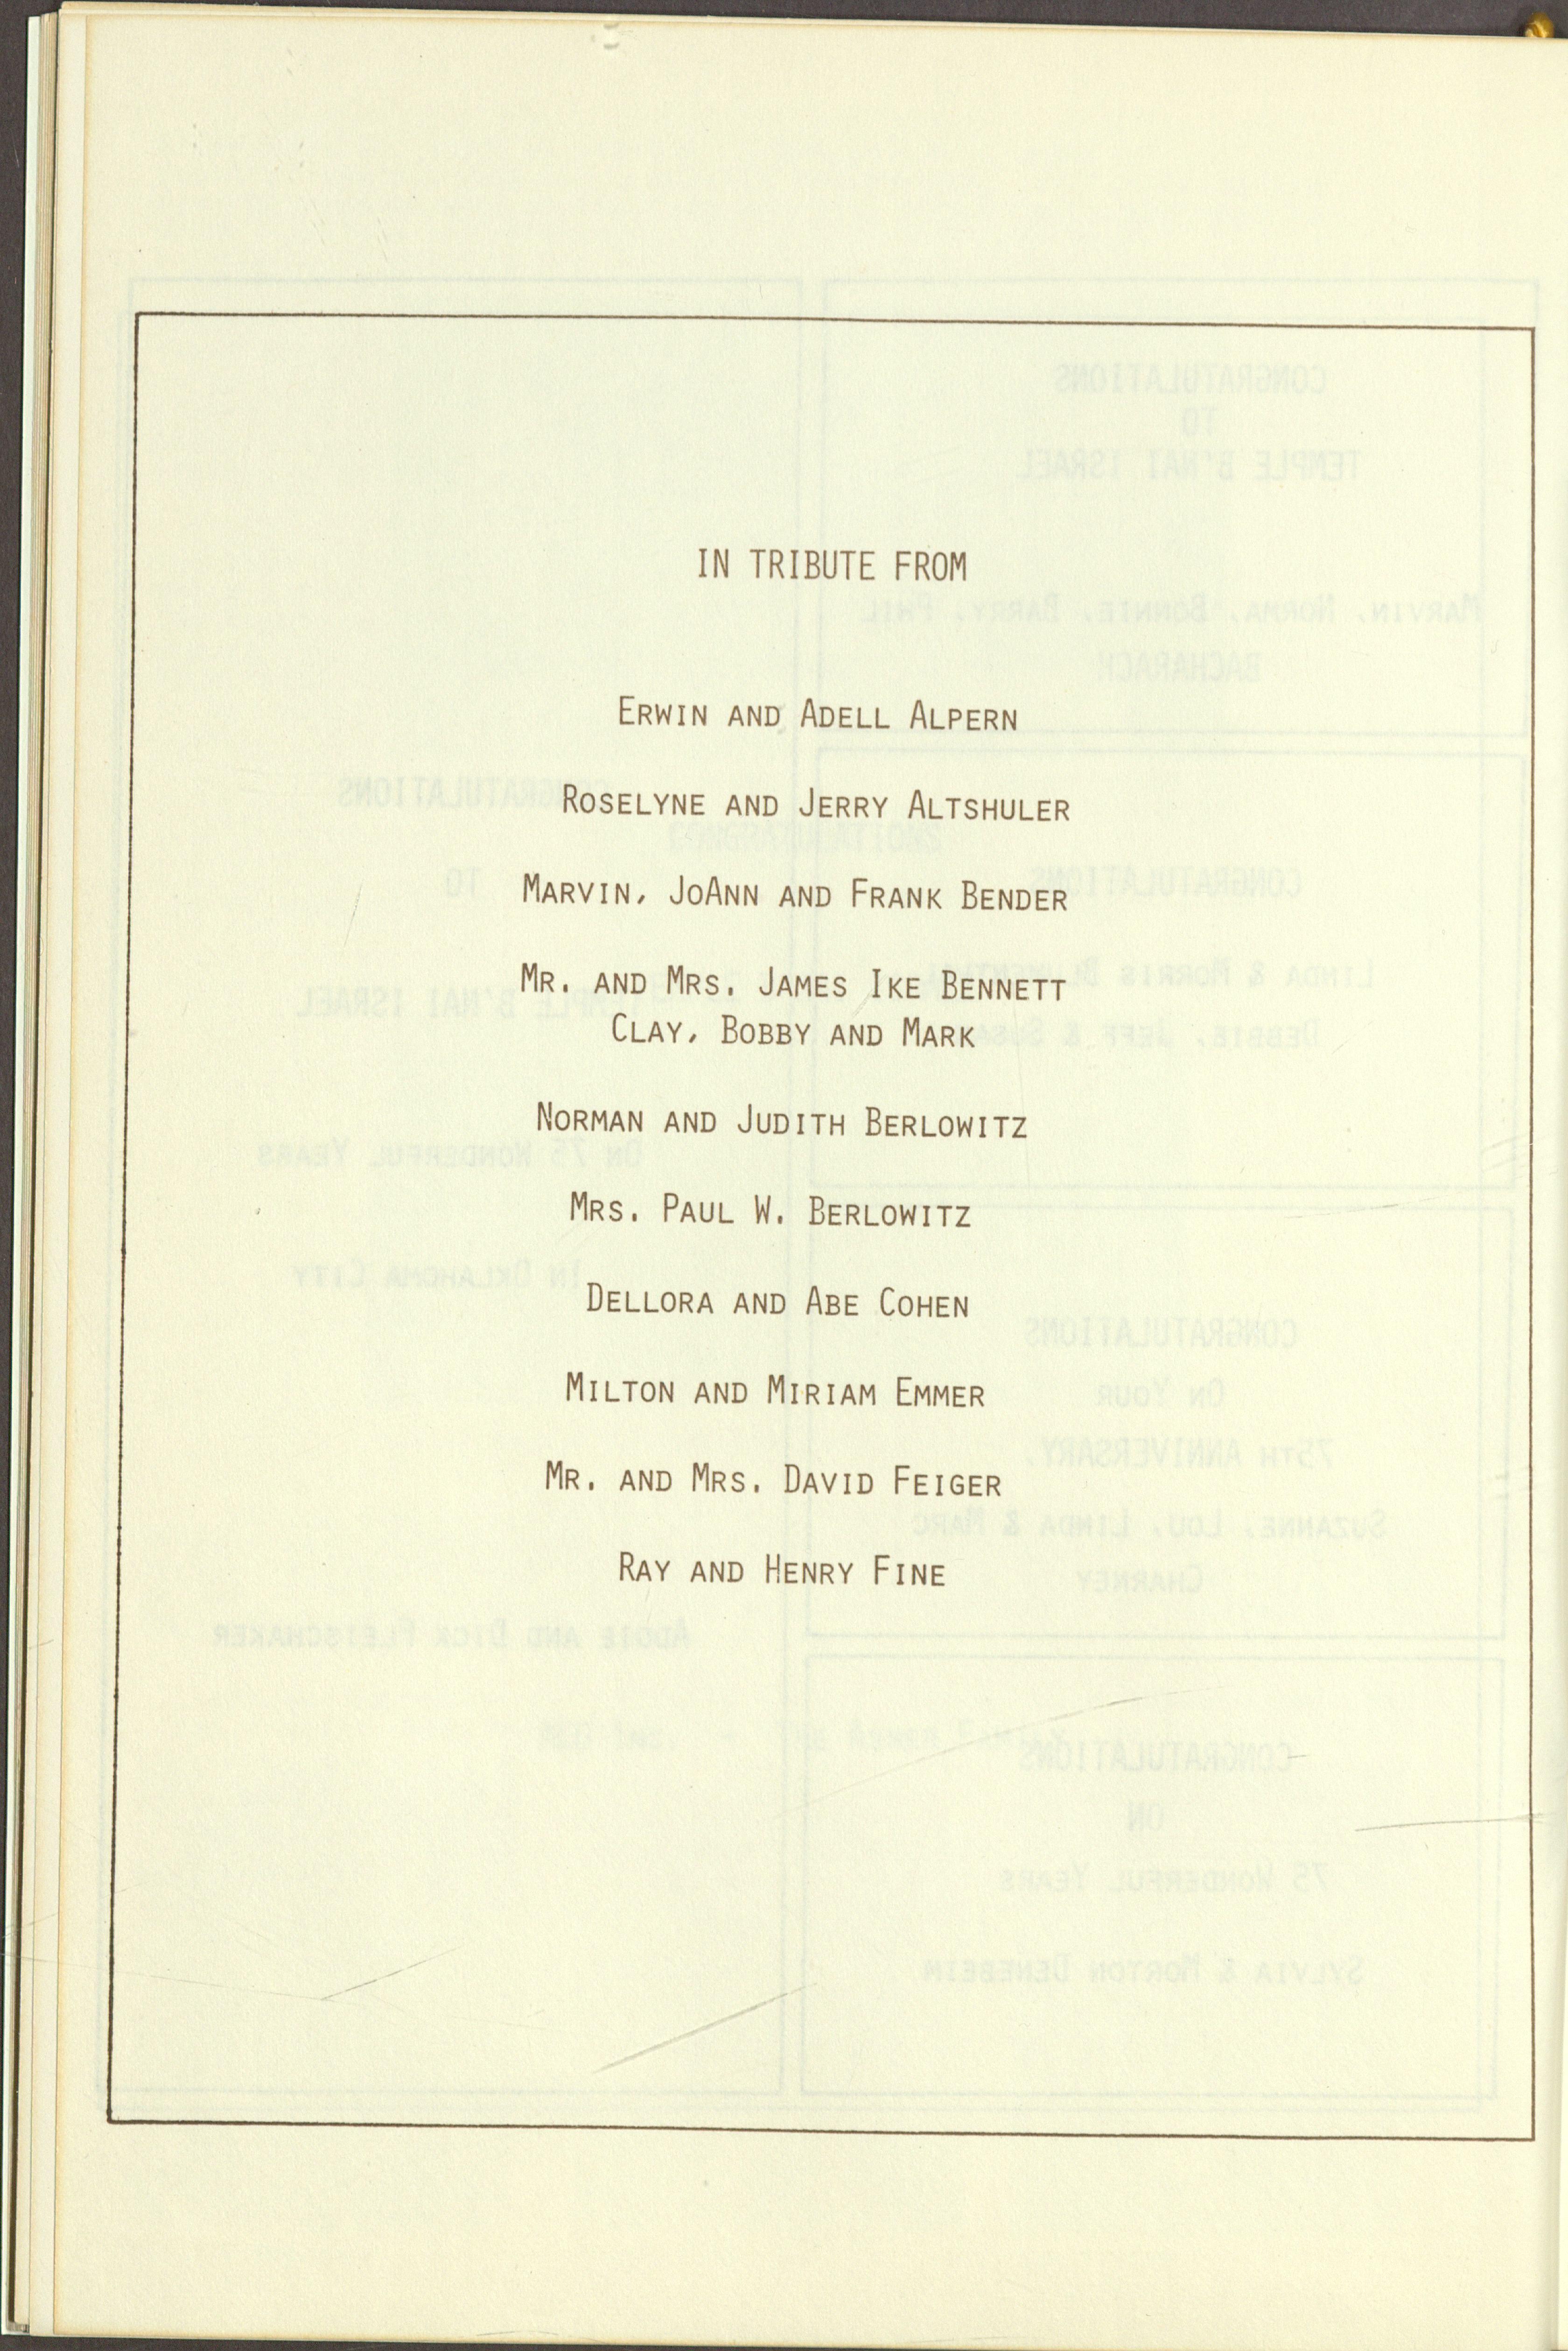 IN TRIBUTE FROM
ERWIN AND ADELL ALPERN
ROSELYNE AND JERRY ALTSHULER
MARVIN, JOANN AND FRANK BENDER
MR. AND MRS. JAMES IKE BENNETT
CLAY, BOBBY AND MARK
NORMAN AND JUDITH BERLOWITZ
MRS. PAUL W. BERLOWITZ
DELLORA AND ABE COHEN
MILTON AND MIRIAM EMMER
MR. AND MRS. DAVID FEIGER
RAY AND HENRY FINE